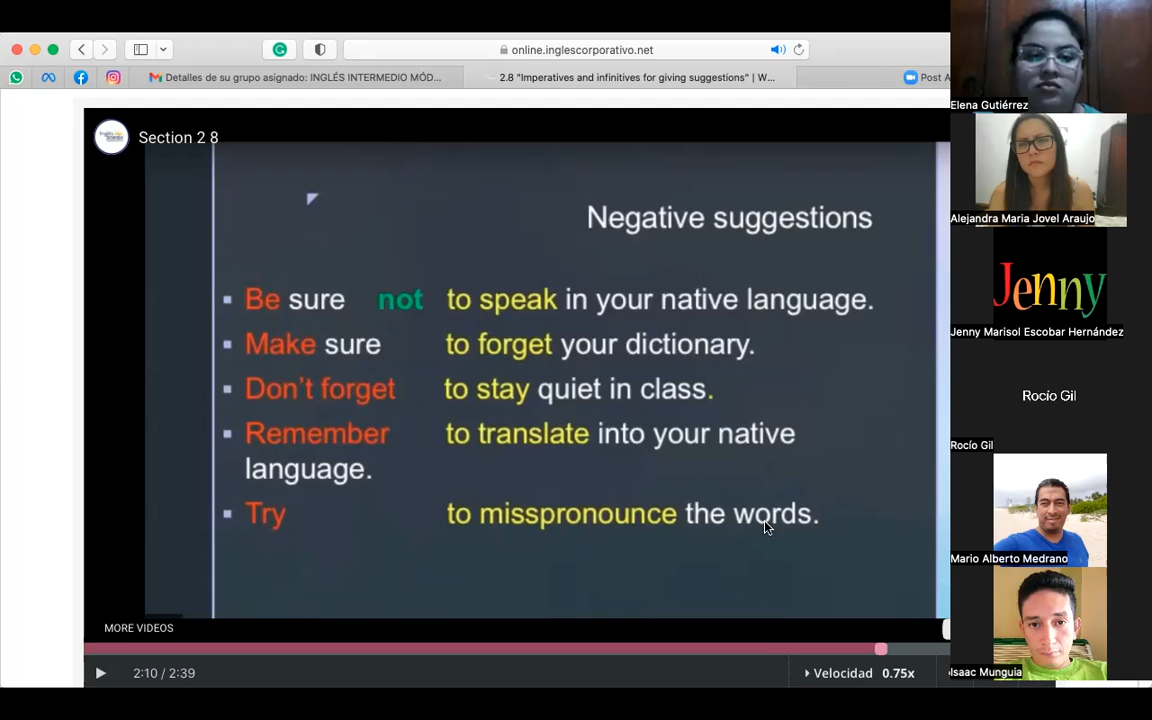 online.inglescorporativo.net
Detalles de su grupo asignado: INGLÉS INTERMEDIO MÓD...
2.8 "Imperatives and infinitives for giving suggestions" | W...
Post A
Section 2 8
Negative suggestions
Be sure not to speak in your native language.
Make sure to forget your dictionary.
Don't forget to stay quiet in class.
Remember to translate into your native
language.
Try to misspronounce the words.
MORE VIDEOS
2:10 / 2:39
Velocidad 0.75x
Elena Gutiérrez
Alejandra Maria Jovel Araujo
Jenny
Jenny Marisol Escobar Hernández
Rocío Gil
Rocío Gil
Mario Alberto Medrano
Isaac Munguia